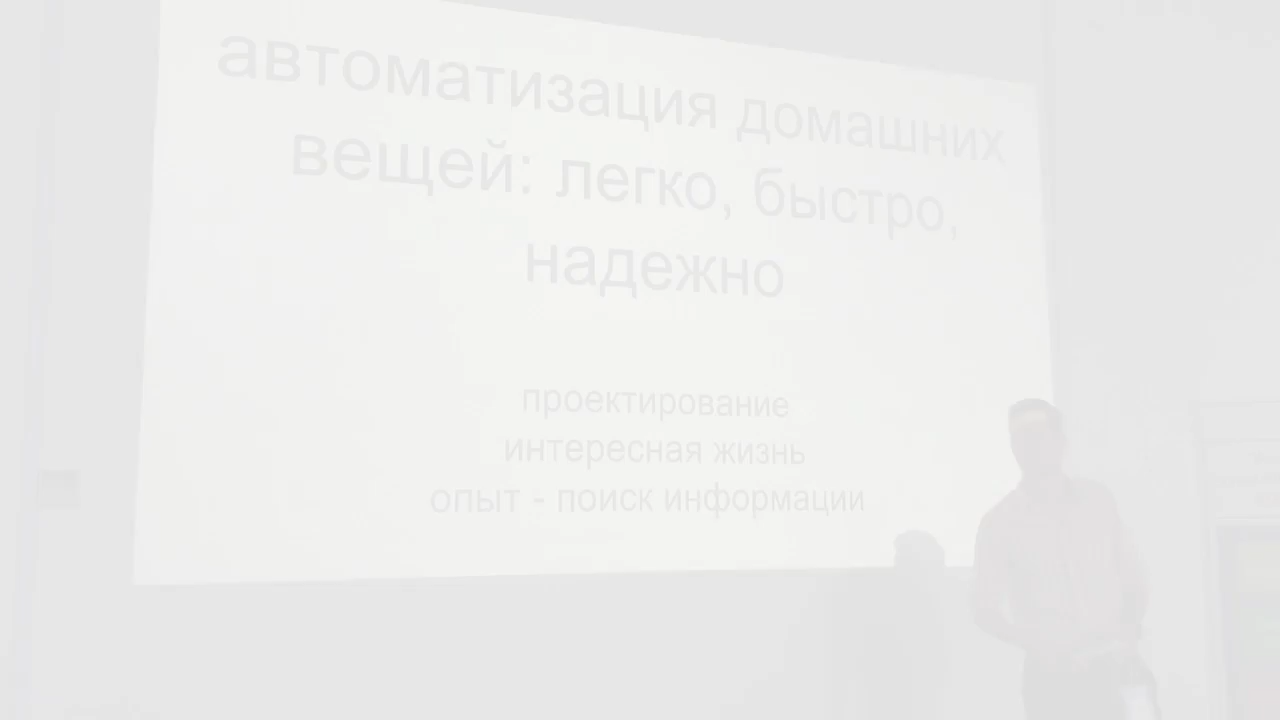 автоматизация домашних
вещей: легко, быстро,
надежно
проектирование
интересная жизнь
опыт - поиск информации